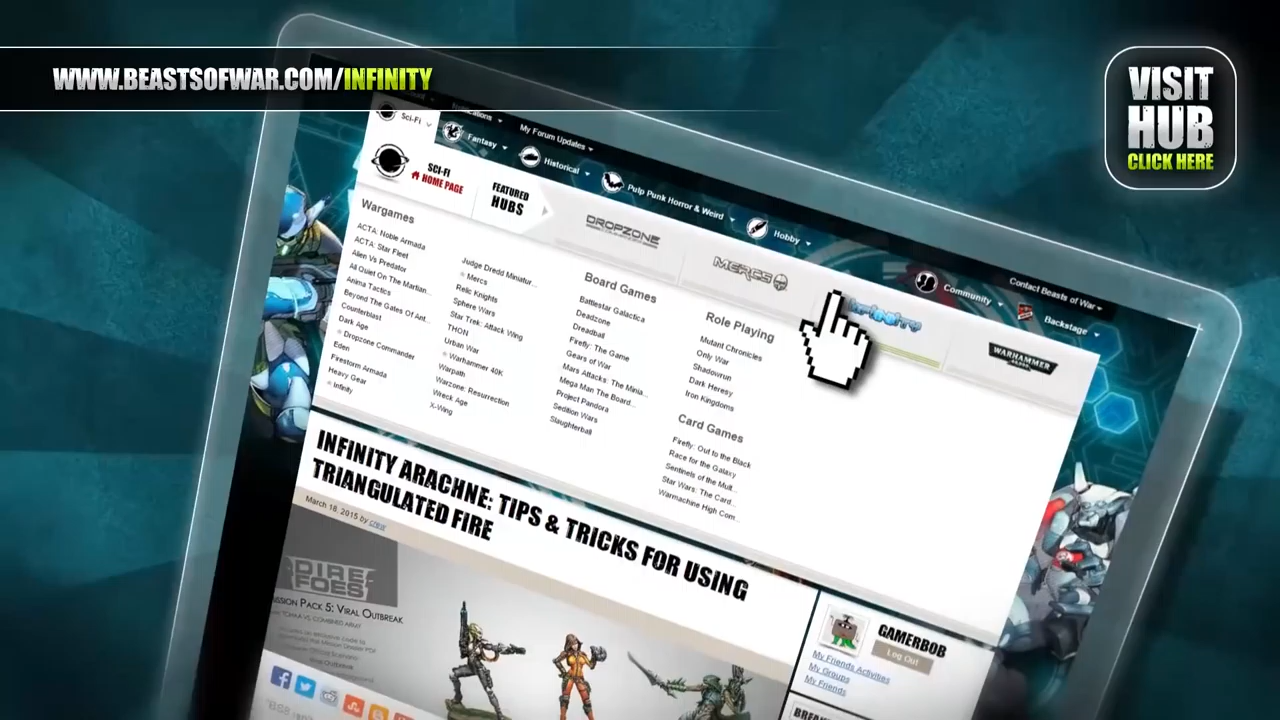 WWW.BEASTSOFWAR.COM/INFINITY
VISIT
HUB
CLICK HERE
My Forum Updates
Contact Beasts of War
Sci-Fi
Fantasy
Historical
Pulp Punk Horror & Weird
Hobby
Community
Backstage
SCI-FI
HOME PAGE
FEATURED
HUBS
DROPZONE
MERCS
infinity
WARHAMMER
Wargames
ACTA: Noble Armada
ACTA: Star Fleet
Alien Vs Predator
All Quiet On The Martian...
Anima Tactics
Beyond The Gates Of Ant...
Counterblast
Dark Age
Dropzone Commander
Eden
Firestorm Armada
Heavy Gear
Infinity
Judge Dredd Miniatur...
Mercs
Relic Knights
Sphere Wars
Star Trek: Attack Wing
THON
Urban War
Warhammer 40K
Warpath
Warzone: Resurrection
Wreck Age
X-Wing
Board Games
Battlestar Galactica
Deadzone
Dreadball
Firefly: The Game
Gears of War
Mars Attacks: The Minia...
Mega Man The Board...
Project Pandora
Sedition Wars
Slaughterball
Role Playing
Mutant Chronicles
Only War
Shadowrun
Dark Heresy
Iron Kingdoms
Card Games
Firefly: Out to the Black
Race for the Galaxy
Sentinels of the Mult...
Star Wars: The Card...
Warmachine High Com...
INFINITY ARACHNE: TIPS & TRICKS FOR USING
TRIANGULATED FIRE
March 18, 2015 by crew
DIRE
FOES
MISSION PACK 5: VIRAL OUTBREAK
GAMERBOB
Log Out
My Friends Activities
My Groups
My Friends